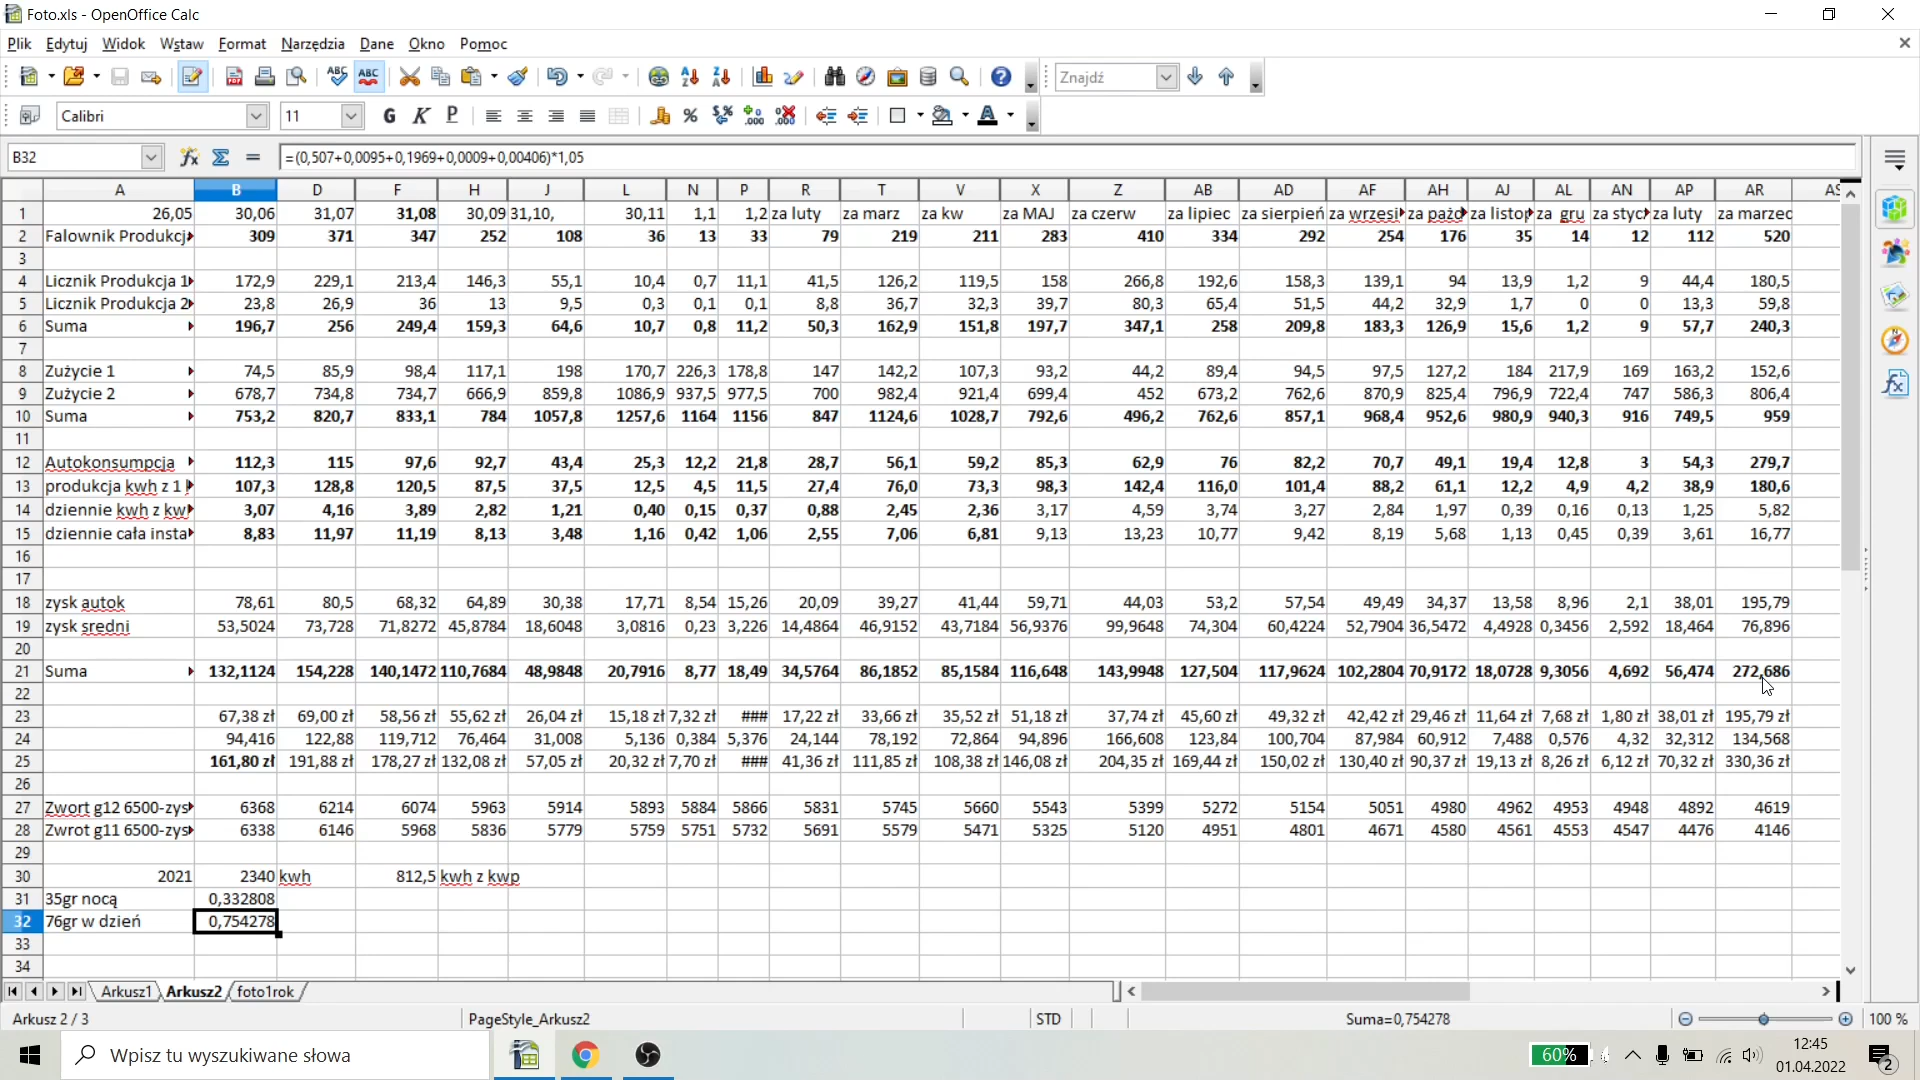 Foto.xls - OpenOffice Calc
Plik Edytuj Widok Wstaw Format Narzędzia Dane Okno Pomoc
Znajdź
Calibri 11 G K P
B32 =(0,507+0,0095+0,1969+0,0009+0,00406)*1,05
A B D F H J L N P R T V X Z AB AD AF AH AJ AL AN AP AR AS
1 26,05 30,06 31,07 31,08 30,09 31,10, 30,11 1,1 1,2 za luty za marz za kw za MAJ za czerw za lipiec za sierpień za wrzesi za paźd za listop za gru za stycz za luty za marzec
2 Falownik Produkcj 309 371 347 252 108 36 13 33 79 219 211 283 410 334 292 254 176 35 14 12 112 520
3
4 Licznik Produkcja 1 172,9 229,1 213,4 146,3 55,1 10,4 0,7 11,1 41,5 126,2 119,5 158 266,8 192,6 158,3 139,1 94 13,9 1,2 9 44,4 180,5
5 Licznik Produkcja 2 23,8 26,9 36 13 9,5 0,3 0,1 0,1 8,8 36,7 32,3 39,7 80,3 65,4 51,5 44,2 32,9 1,7 0 0 13,3 59,8
6 Suma 196,7 256 249,4 159,3 64,6 10,7 0,8 11,2 50,3 162,9 151,8 197,7 347,1 258 209,8 183,3 126,9 15,6 1,2 9 57,7 240,3
7
8 Zużycie 1 74,5 85,9 98,4 117,1 198 170,7 226,3 178,8 147 142,2 107,3 93,2 44,2 89,4 94,5 97,5 127,2 184 217,9 169 163,2 152,6
9 Zużycie 2 678,7 734,8 734,7 666,9 859,8 1086,9 937,5 977,5 700 982,4 921,4 699,4 452 673,2 762,6 870,9 825,4 796,9 722,4 747 586,3 806,4
10 Suma 753,2 820,7 833,1 784 1057,8 1257,6 1164 1156 847 1124,6 1028,7 792,6 496,2 762,6 857,1 968,4 952,6 980,9 940,3 916 749,5 959
11
12 Autokonsumpcja 112,3 115 97,6 92,7 43,4 25,3 12,2 21,8 28,7 56,1 59,2 85,3 62,9 76 82,2 70,7 49,1 19,4 12,8 3 54,3 279,7
13 produkcja kwh z 1 107,3 128,8 120,5 87,5 37,5 12,5 4,5 11,5 27,4 76,0 73,3 98,3 142,4 116,0 101,4 88,2 61,1 12,2 4,9 4,2 38,9 180,6
14 dziennie kwh z kw 3,07 4,16 3,89 2,82 1,21 0,40 0,15 0,37 0,88 2,45 2,36 3,17 4,59 3,74 3,27 2,84 1,97 0,39 0,16 0,13 1,25 5,82
15 dziennie cała insta 8,83 11,97 11,19 8,13 3,48 1,16 0,42 1,06 2,55 7,06 6,81 9,13 13,23 10,77 9,42 8,19 5,68 1,13 0,45 0,39 3,61 16,77
16
17
18 zysk autok 78,61 80,5 68,32 64,89 30,38 17,71 8,54 15,26 20,09 39,27 41,44 59,71 44,03 53,2 57,54 49,49 34,37 13,58 8,96 2,1 38,01 195,79
19 zysk sredni 53,5024 73,728 71,8272 45,8784 18,6048 3,0816 0,23 3,226 14,4864 46,9152 43,7184 56,9376 99,9648 74,304 60,4224 52,7904 36,5472 4,4928 0,3456 2,592 18,464 76,896
20
21 Suma 132,1124 154,228 140,1472 110,7684 48,9848 20,7916 8,77 18,49 34,5764 86,1852 85,1584 116,648 143,9948 127,504 117,9624 102,2804 70,9172 18,0728 9,3056 4,692 56,474 272,686
22
23 67,38 zł 69,00 zł 58,56 zł 55,62 zł 26,04 zł 15,18 zł 7,32 zł ### 17,22 zł 33,66 zł 35,52 zł 51,18 zł 37,74 zł 45,60 zł 49,32 zł 42,42 zł 29,46 zł 11,64 zł 7,68 zł 1,80 zł 38,01 zł 195,79 zł
24 94,416 122,88 119,712 76,464 31,008 5,136 0,384 5,376 24,144 78,192 72,864 94,896 166,608 123,84 100,704 87,984 60,912 7,488 0,576 4,32 32,312 134,568
25 161,80 zł 191,88 zł 178,27 zł 132,08 zł 57,05 zł 20,32 zł 7,70 zł ### 41,36 zł 111,85 zł 108,38 zł 146,08 zł 204,35 zł 169,44 zł 150,02 zł 130,40 zł 90,37 zł 19,13 zł 8,26 zł 6,12 zł 70,32 zł 330,36 zł
26
27 Zwort g12 6500-zys 6368 6214 6074 5963 5914 5893 5884 5866 5831 5745 5660 5543 5399 5272 5154 5051 4980 4962 4953 4948 4892 4619
28 Zwrot g11 6500-zys 6338 6146 5968 5836 5779 5759 5751 5732 5691 5579 5471 5325 5120 4951 4801 4671 4580 4561 4553 4547 4476 4146
29
30 2021 2340 kwh 812,5 kwh z kwp
31 35gr nocą 0,332808
32 76gr w dzień 0,754278
33
34
Arkusz1 Arkusz2 foto1rok
Arkusz 2 / 3 PageStyle_Arkusz2 STD Suma=0,754278 100 %
Wpisz tu wyszukiwane słowa 60% 12:45
01.04.2022 2